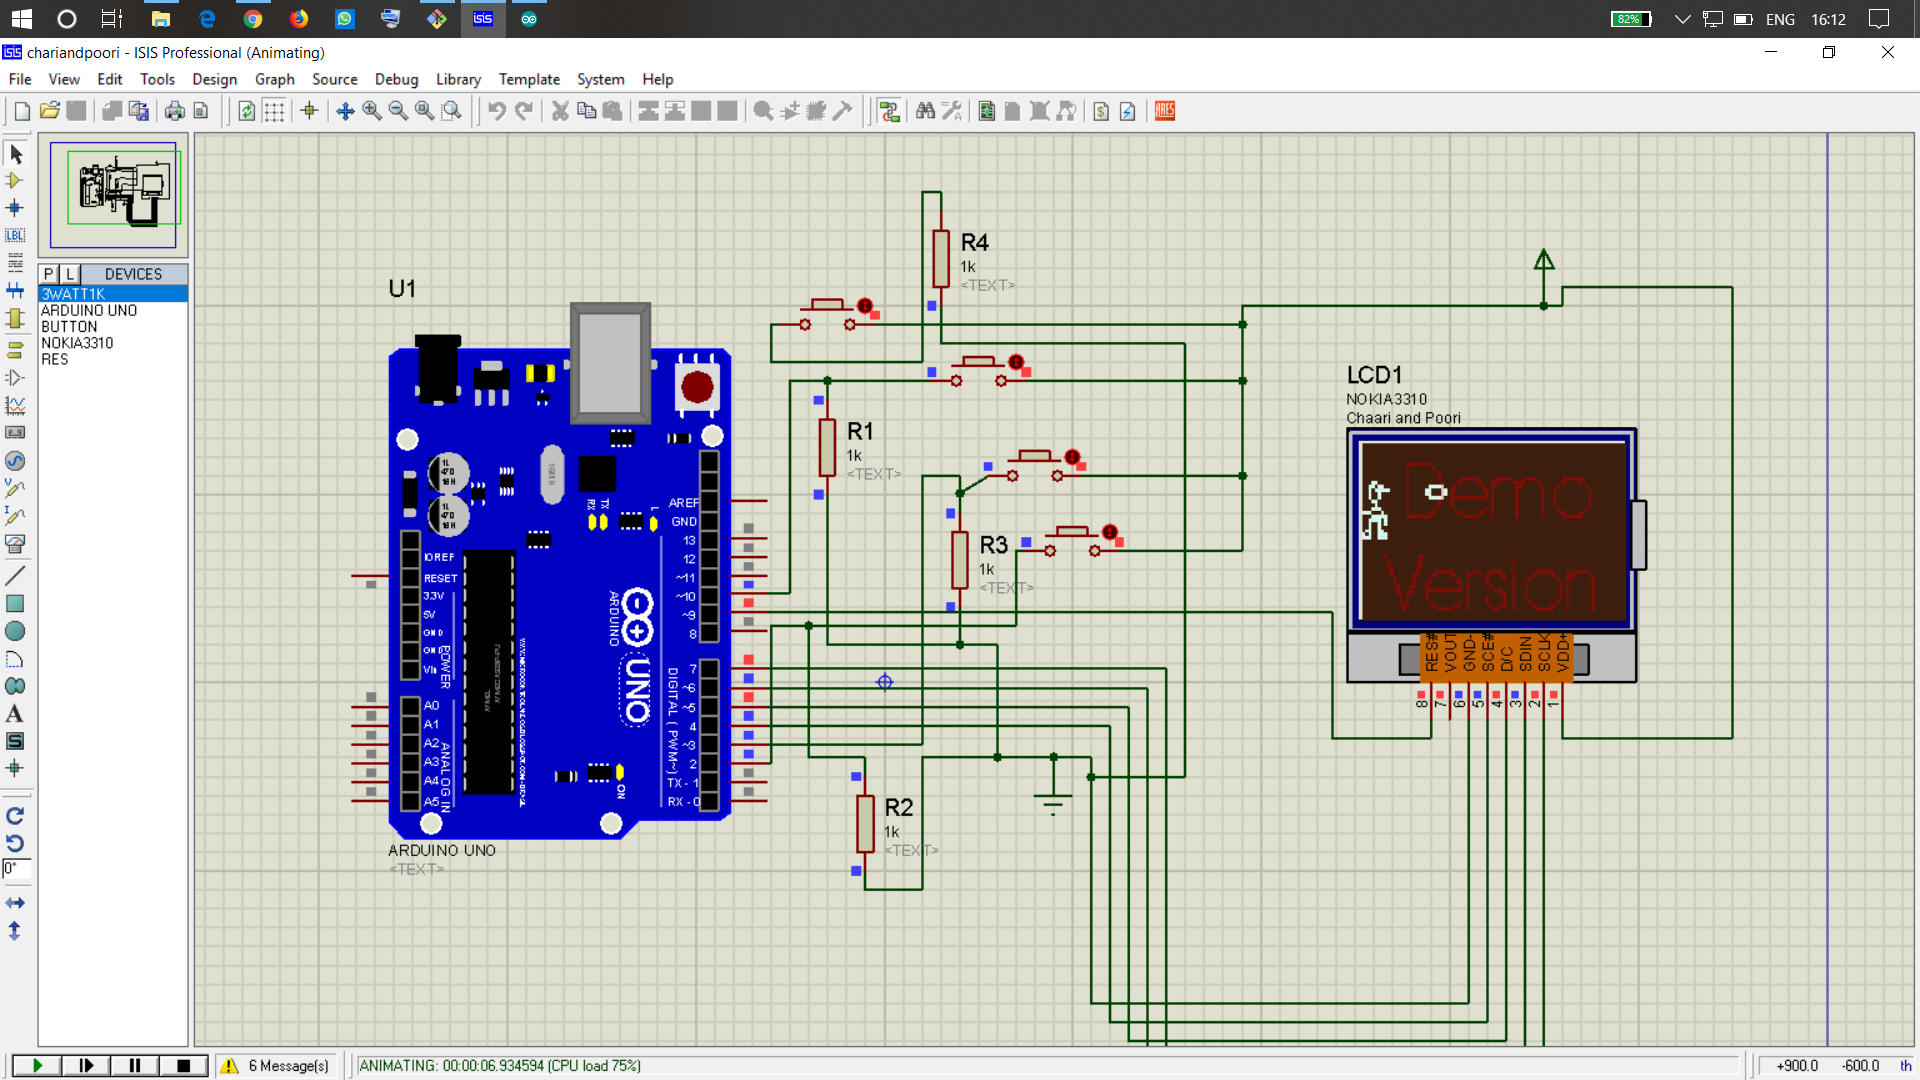 82%
ENG
16:12
isis
chariandpoori - ISIS Professional (Animating)
File View Edit Tools Design Graph Source Debug Library Template System Help
ARES
LBL
P L DEVICES
3WATT1K
ARDUINO UNO
BUTTON
NOKIA3310
RES
0°
U1
R4
1k
<TEXT>
R1
1k
<TEXT>
R3
1k
<TEXT>
R2
1k
<TEXT>
LCD1
NOKIA3310
Chaari and Poori
Demo
Version
RES#
VOUT
GND-
SCE#
D/C
SDIN
SCLK
VDD+
8 7 6 5 4 3 2 1
RX
TX
L
AREF
GND
13
12
~11
~10
~9
8
7
~6
~5
4
~3
2
TX - 1
RX - 0
DIGITAL ( PWM~)
IOREF
RESET
3.3V
5V
GND
GND
Vin
POWER
A0
A1
A2
A3
A4
A5
ANALOG IN
ARDUINO
UNO
ON
ARDUINO UNO
<TEXT>
6 Message(s)
ANIMATING: 00:00:06.934594 (CPU load 75%)
+900.0 -600.0 th